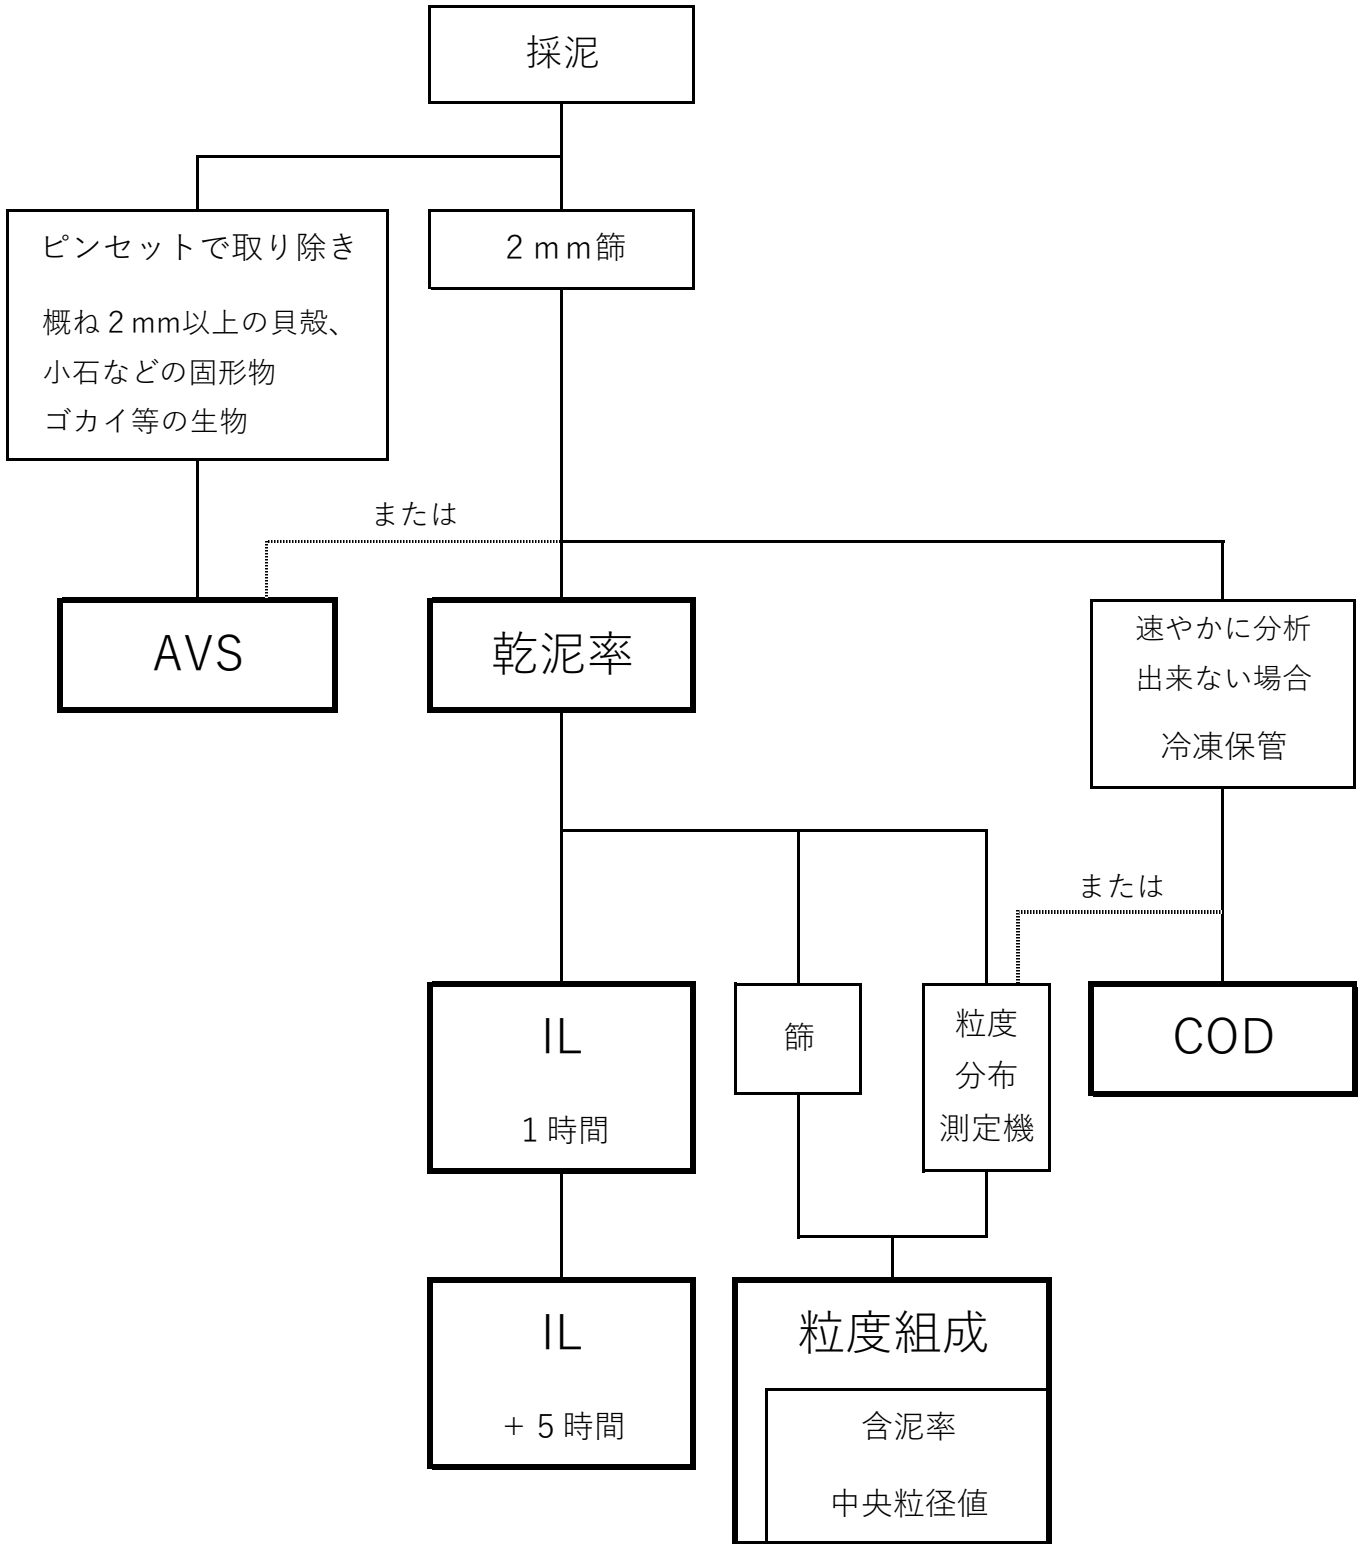 採泥
ピンセットで取り除き
概ね２mm以上の貝殻、
小石などの固形物
ゴカイ等の生物
２ｍｍ篩
または
AVS
乾泥率
速やかに分析
出来ない場合
冷凍保管
または
IL
１時間
篩
粒度
分布
測定機
COD
IL
＋５時間
粒度組成
含泥率
中央粒径値